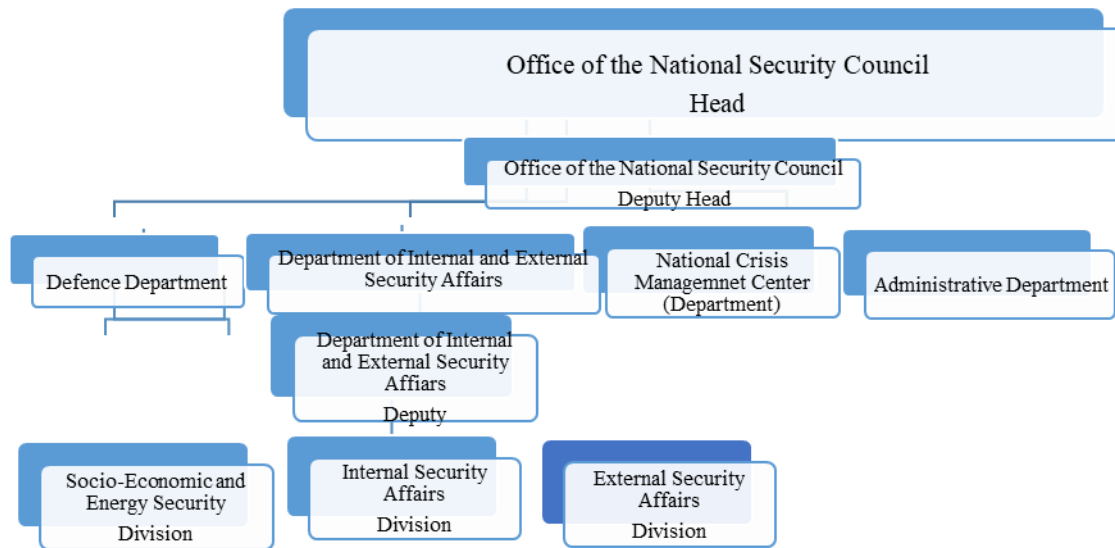 Office of the National Security Council
Head
Office of the National Security Council
Deputy Head
Defence Department
Department of Internal and External
Security Affairs
National Crisis
Managemnet Center
(Department)
Administrative Department
Department of Internal
and External Security
Affiars
Deputy
Socio-Economic and
Energy Security
Division
Internal Security
Affairs
Division
External Security
Affairs
Division